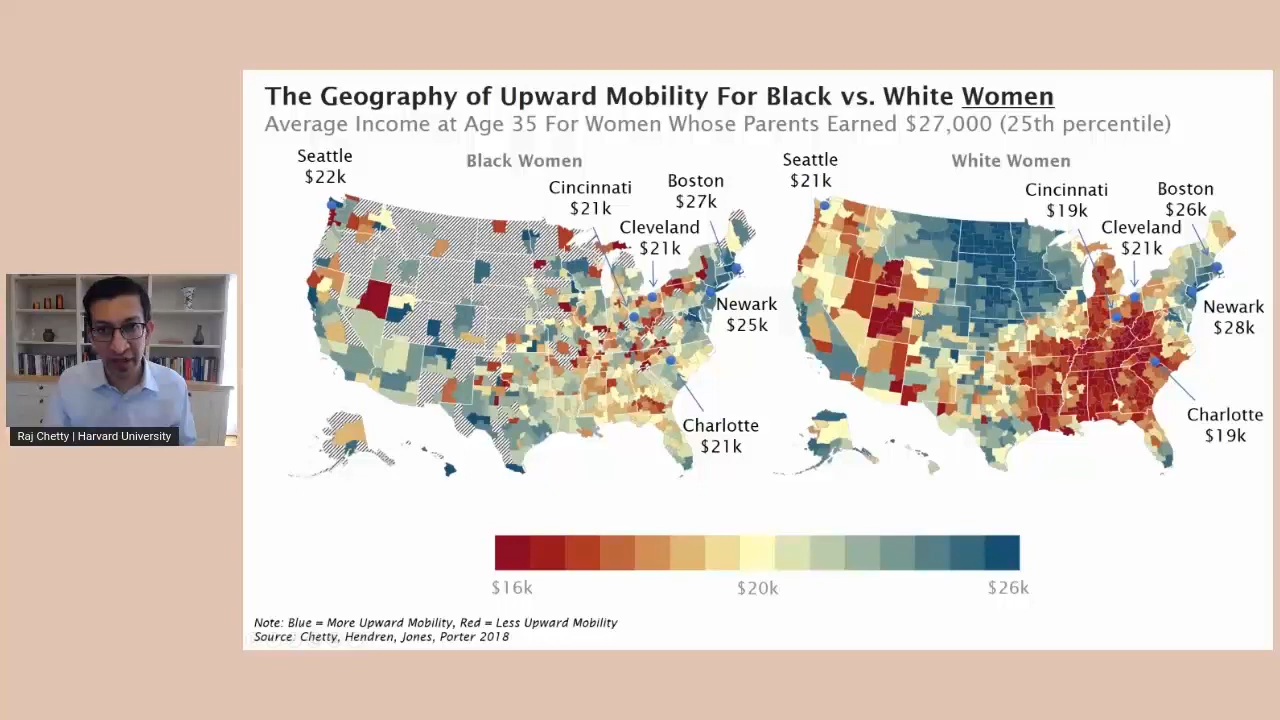 The Geography of Upward Mobility For Black vs. White Women
Average Income at Age 35 For Women Whose Parents Earned $27,000 (25th percentile)
Black Women
Seattle
$22k
Cincinnati
$21k
Boston
$27k
Cleveland
$21k
Newark
$25k
Charlotte
$21k
White Women
Seattle
$21k
Cincinnati
$19k
Boston
$26k
Cleveland
$21k
Newark
$28k
Charlotte
$19k
$16k
$20k
$26k
Note: Blue = More Upward Mobility, Red = Less Upward Mobility
Source: Chetty, Hendren, Jones, Porter 2018
Raj Chetty | Harvard University